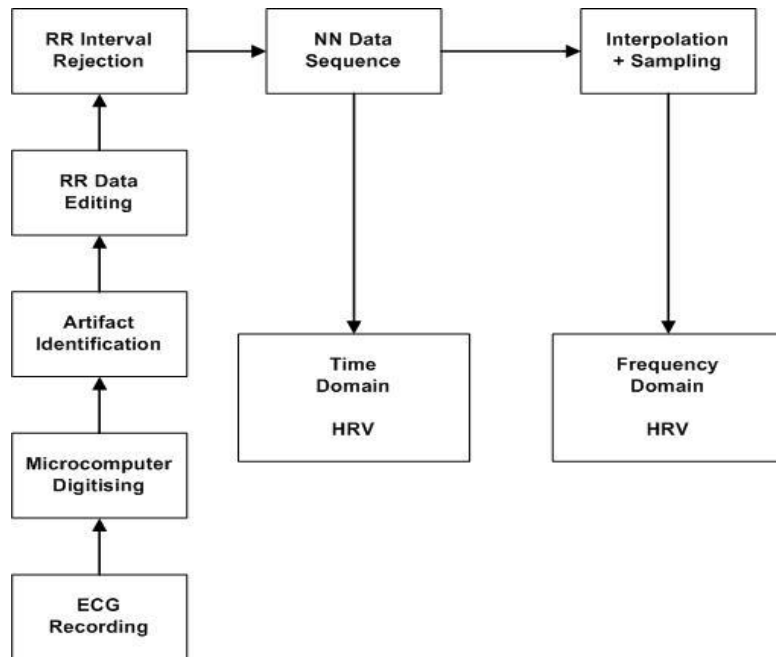 RR Interval
Rejection
NN Data
Sequence
Interpolation
+ Sampling
RR Data
Editing
Artifact
Identification
Time
Domain
HRV
Frequency
Domain
HRV
Microcomputer
Digitising
ECG
Recording